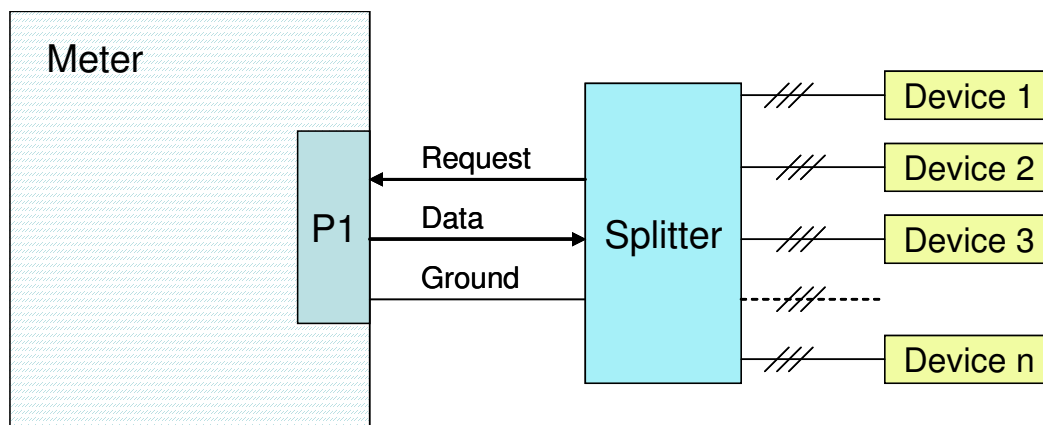 Meter
P1
Request
Data
Ground
Splitter
Device 1
Device 2
Device 3
Device n